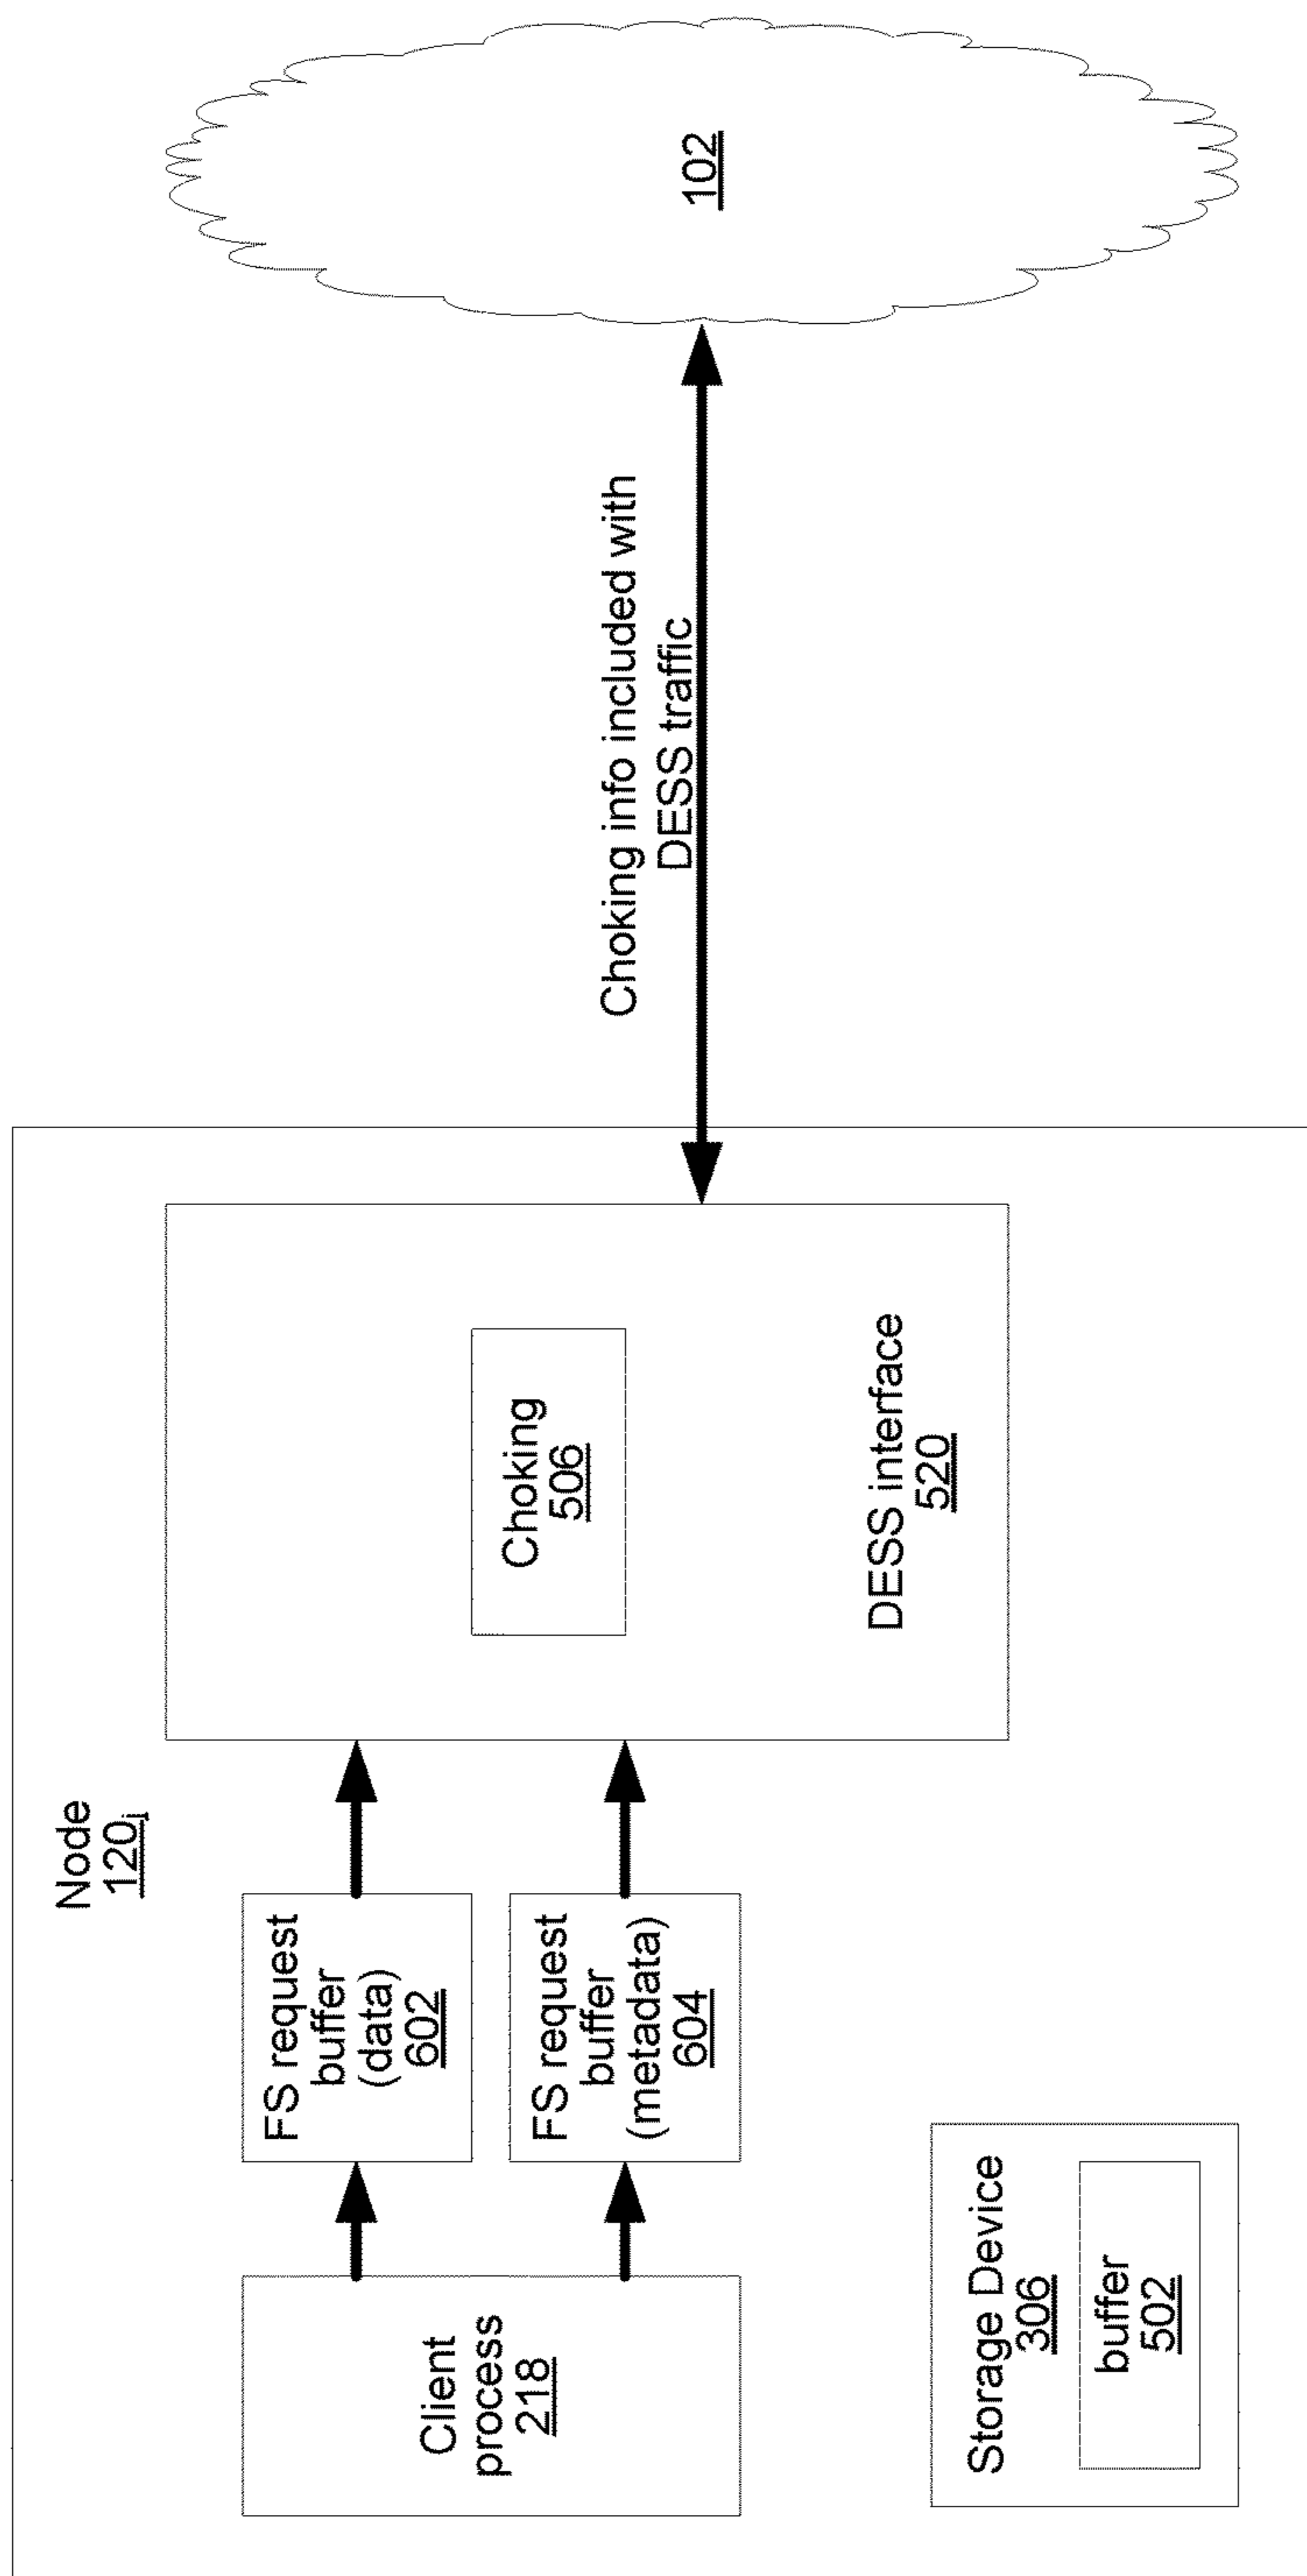 Node
120j
Client
process
218
FS request
buffer
(data)
602
FS request
buffer
(metadata)
604
Choking
506
DESS interface
520
Choking info included with
DESS traffic
102
Storage Device
306
buffer
502